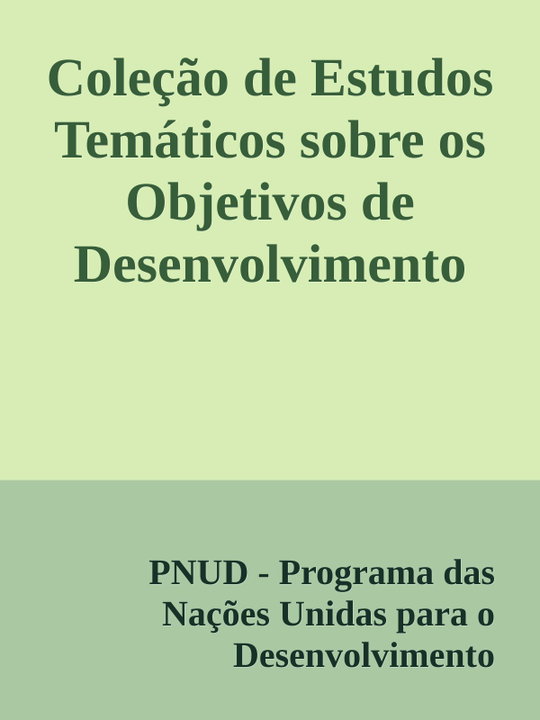 Coleção de Estudos
Temáticos sobre os
Objetivos de
Desenvolvimento
PNUD - Programa das
Nações Unidas para o
Desenvolvimento